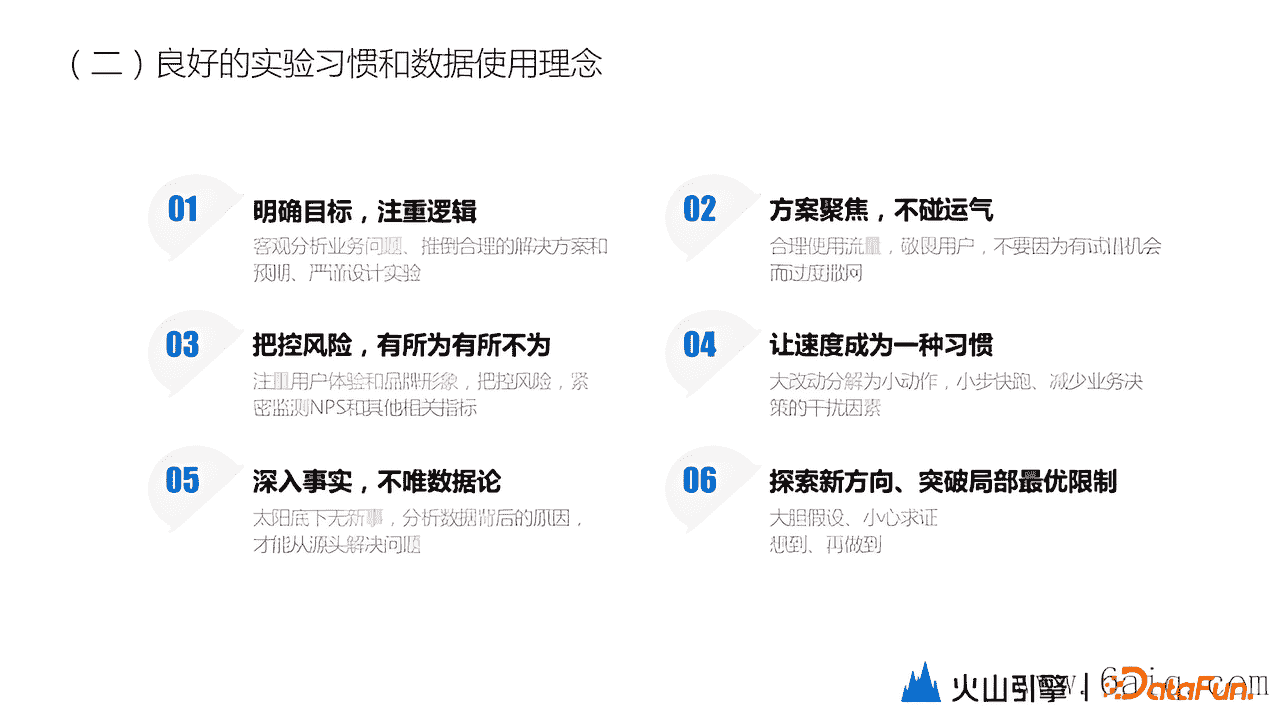 （二）良好的实验习惯和数据使用理念
01
明确目标，注重逻辑
客观分析业务问题、推倒合理的解决方案和
预期、严谨设计实验
02
方案聚焦，不碰运气
合理使用流量，敬畏用户，不要因为有试错机会
而过度撒网
03
把控风险，有所为有所不为
注重用户体验和品牌形象，把控风险，紧
密监测NPS和其他相关指标
04
让速度成为一种习惯
大改动分解为小动作，小步快跑、减少业务决
策的干扰因素
05
深入事实，不唯数据论
太阳底下无新事，分析数据背后的原因，
才能从源头解决问题
06
探索新方向、突破局部最优限制
大胆假设、小心求证
想到、再做到
火山引擎 | DataFun.
www.6aiq.com